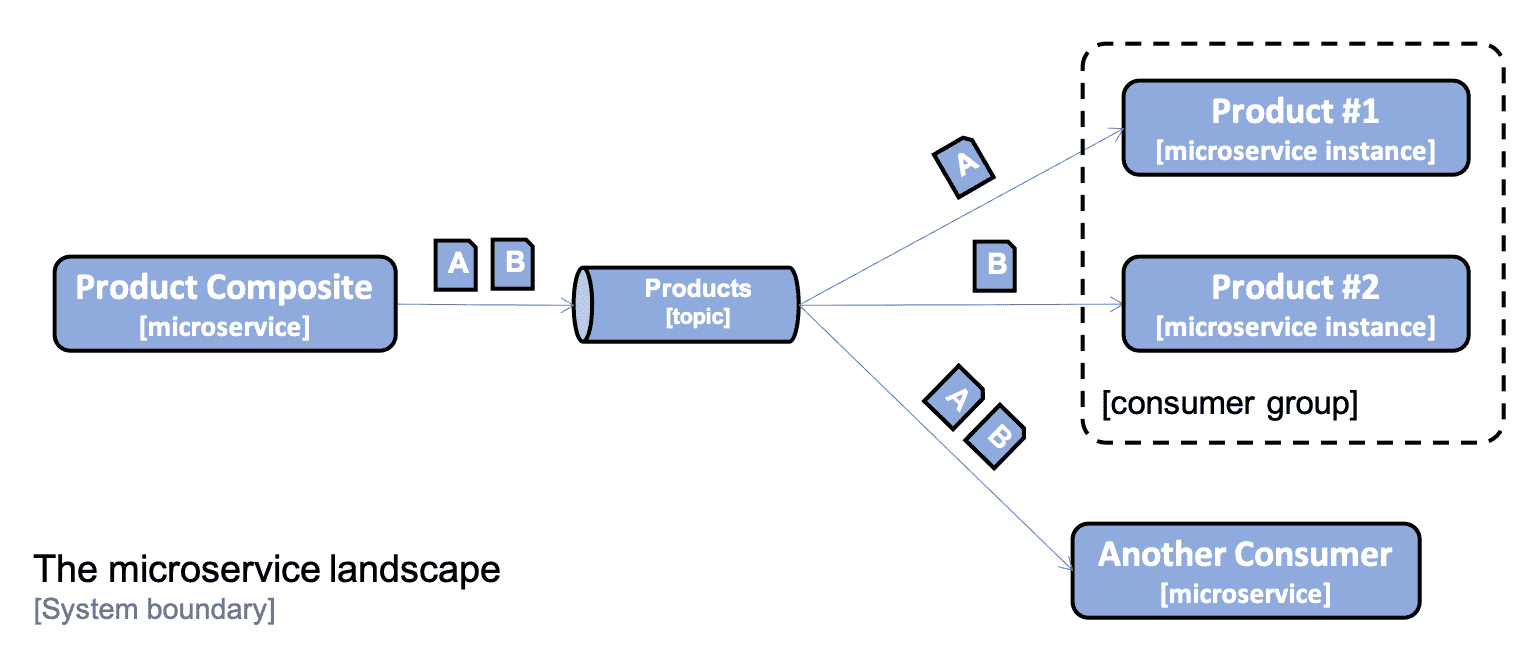 Product Composite
[microservice]
A
B
Products
[topic]
A
B
A
B
Product #1
[microservice instance]
Product #2
[microservice instance]
[consumer group]
Another Consumer
[microservice]
The microservice landscape
[System boundary]